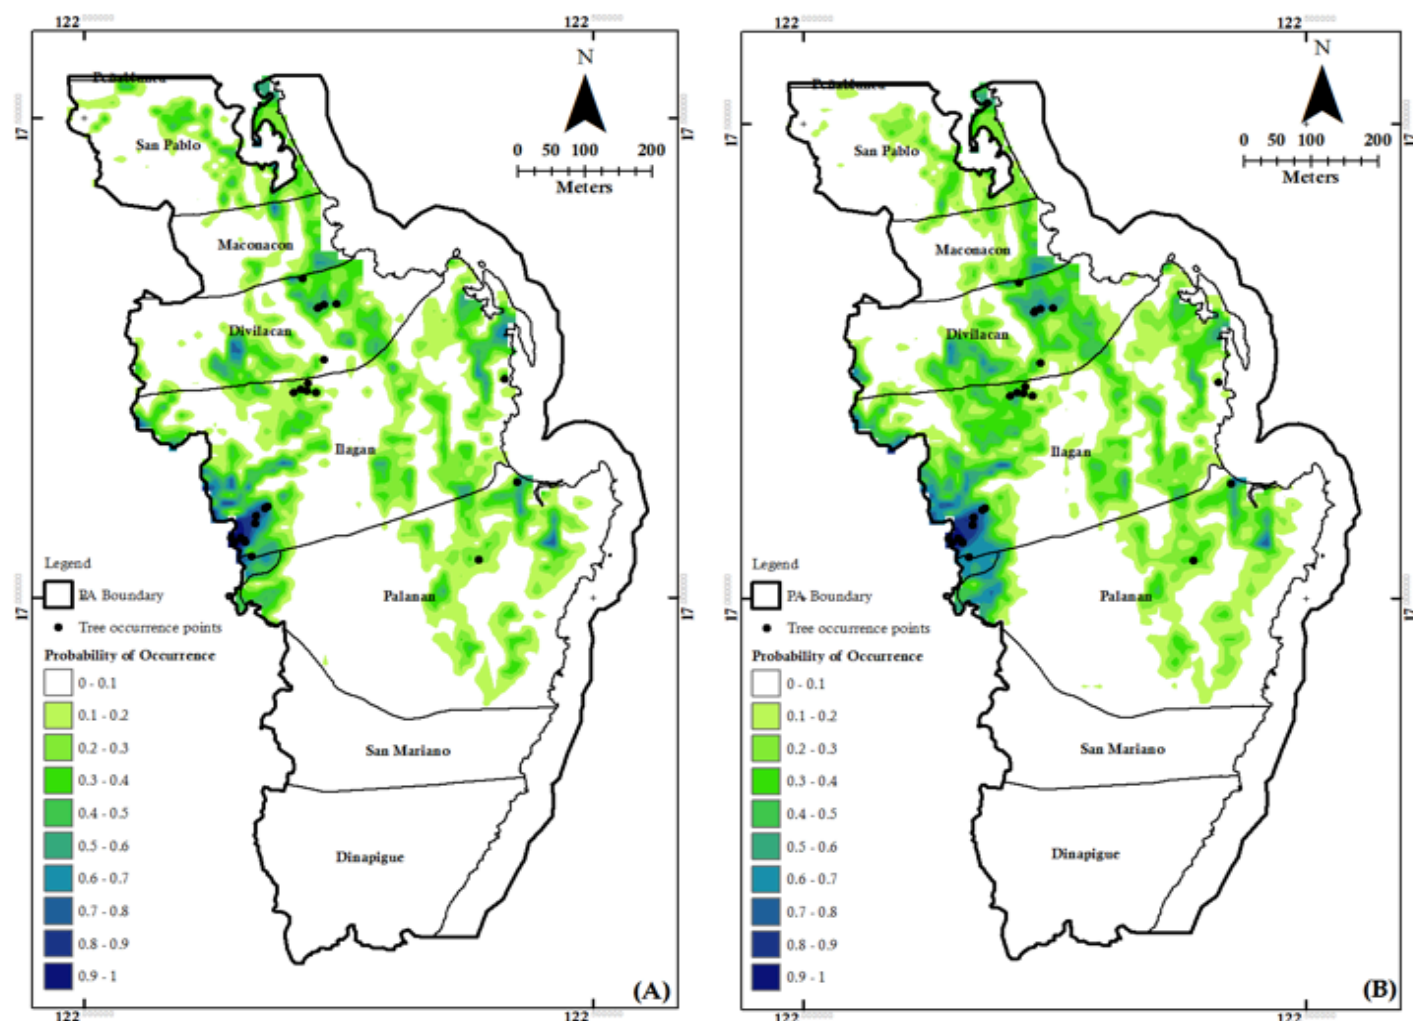 122°000000 122°500000 122°000000 122°500000
N N
Peñablanca Peñablanca
17 17 17 17
San Pablo San Pablo
0 50 100 200 0 50 100 200
Meters Meters
Maconacon Maconacon
Divilacan Divilacan
Ilagan Ilagan
Legend Legend
PA Boundary PA Boundary
Palanan Palanan
Tree occurrence points Tree occurrence points
Probability of Occurrence Probability of Occurrence
0 - 0.1 0 - 0.1
0.1 - 0.2 0.1 - 0.2
0.2 - 0.3 0.2 - 0.3
San Mariano San Mariano
0.3 - 0.4 0.3 - 0.4
0.4 - 0.5 0.4 - 0.5
0.5 - 0.6 0.5 - 0.6
Dinapigue Dinapigue
0.6 - 0.7 0.6 - 0.7
0.7 - 0.8 0.7 - 0.8
0.8 - 0.9 0.8 - 0.9
0.9 - 1 0.9 - 1
(A) (B)
122 122 122 122